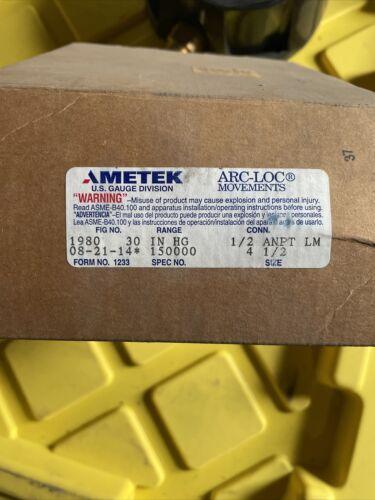 AMETEK
U.S. GAUGE DIVISION
ARC-LOC®
MOVEMENTS
"WARNING"–Misuse of product may cause explosion and personal injury.
Read ASME-B40.100 and apparatus installation/operating instructions before using.
"ADVERTENCIA"–El mal uso del producto puede producir una explosión y lesiones personales.
Lea ASME-B40.100 y las instrucciones de operación/instalación del aparato antes de usarlo.
FIG NO. RANGE CONN.
1980 30 IN HG 1/2 ANPT LM
08-21-14* 150000 4 1/2
FORM NO. 1233 SPEC NO. SIZE
37